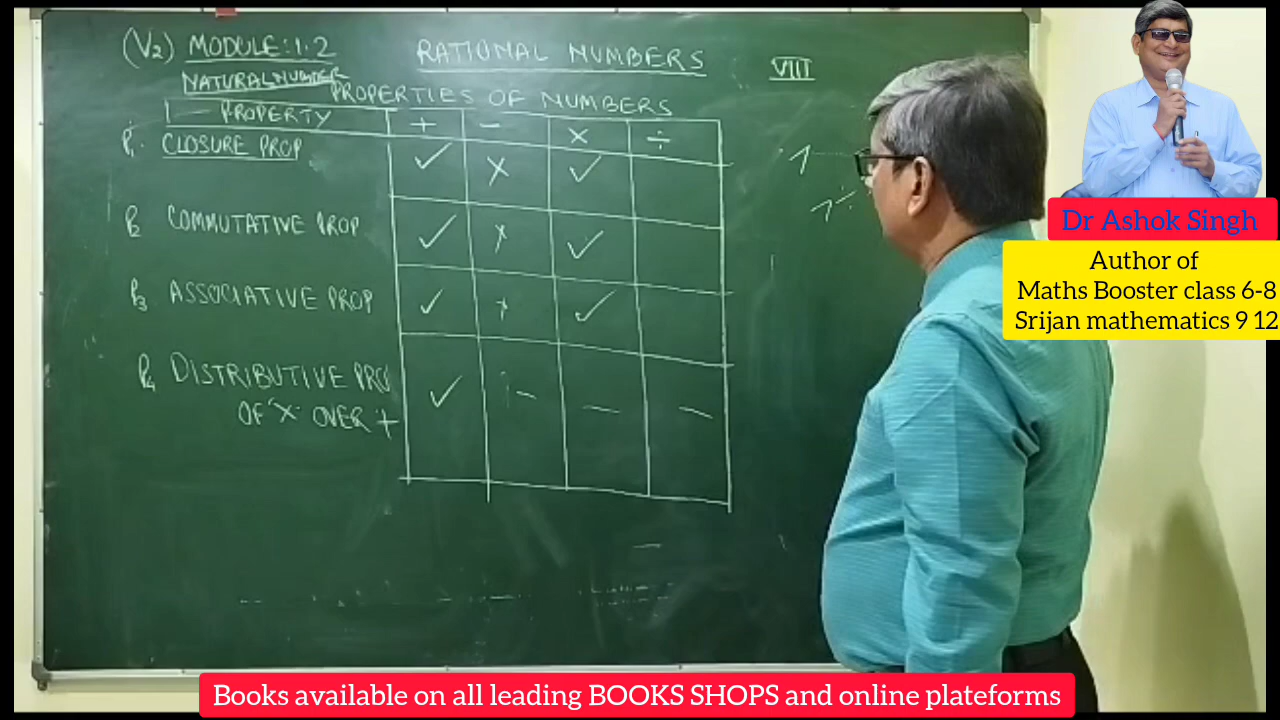 (V2) MODULE: 1.2
RATIONAL NUMBERS
VIII
NATURAL NUMBER
PROPERTIES OF NUMBERS
1 — PROPERTY + − × ÷
P1. CLOSURE PROP ✓ × ✓
P2 COMMUTATIVE PROP ✓ × ✓
P3 ASSOCIATIVE PROP ✓ × ✓
P4 DISTRIBUTIVE PRO ✓ — — —
OF "×" OVER +
Dr Ashok Singh
Author of
Maths Booster class 6-8
Srijan mathematics 9 12
Books available on all leading BOOKS SHOPS and online plateforms